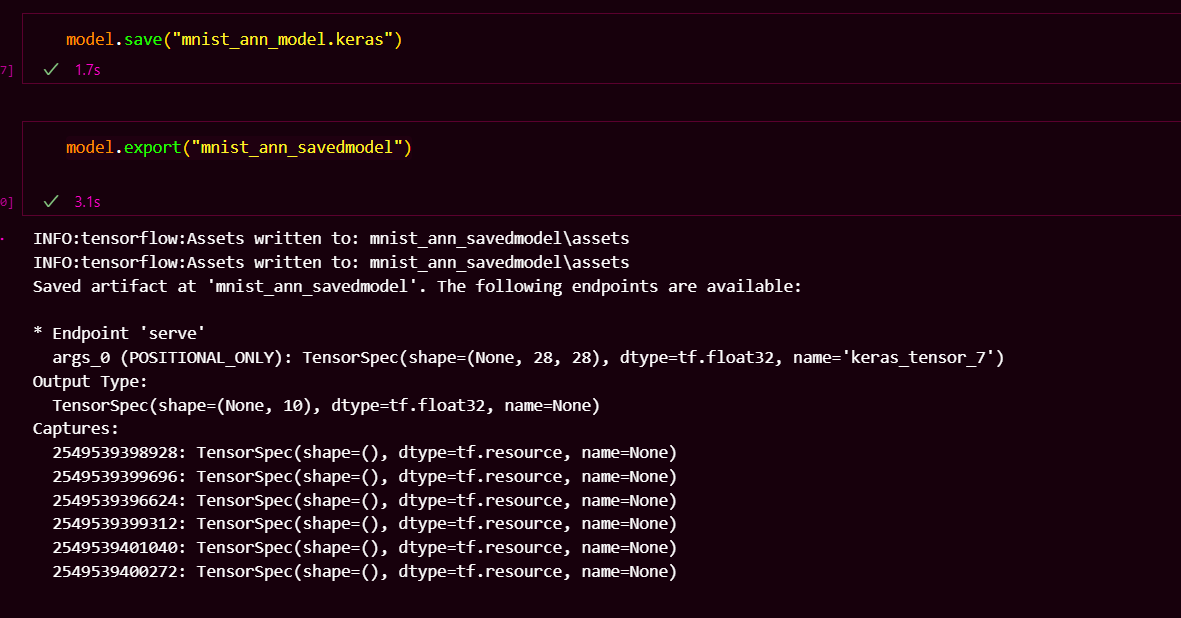 model.save("mnist_ann_model.keras")
7]
✓ 1.7s
model.export("mnist_ann_savedmodel")
0]
✓ 3.1s
INFO:tensorflow:Assets written to: mnist_ann_savedmodel\assets
INFO:tensorflow:Assets written to: mnist_ann_savedmodel\assets
Saved artifact at 'mnist_ann_savedmodel'. The following endpoints are available:
* Endpoint 'serve'
  args_0 (POSITIONAL_ONLY): TensorSpec(shape=(None, 28, 28), dtype=tf.float32, name='keras_tensor_7')
Output Type:
  TensorSpec(shape=(None, 10), dtype=tf.float32, name=None)
Captures:
  2549539398928: TensorSpec(shape=(), dtype=tf.resource, name=None)
  2549539399696: TensorSpec(shape=(), dtype=tf.resource, name=None)
  2549539396624: TensorSpec(shape=(), dtype=tf.resource, name=None)
  2549539399312: TensorSpec(shape=(), dtype=tf.resource, name=None)
  2549539401040: TensorSpec(shape=(), dtype=tf.resource, name=None)
  2549539400272: TensorSpec(shape=(), dtype=tf.resource, name=None)